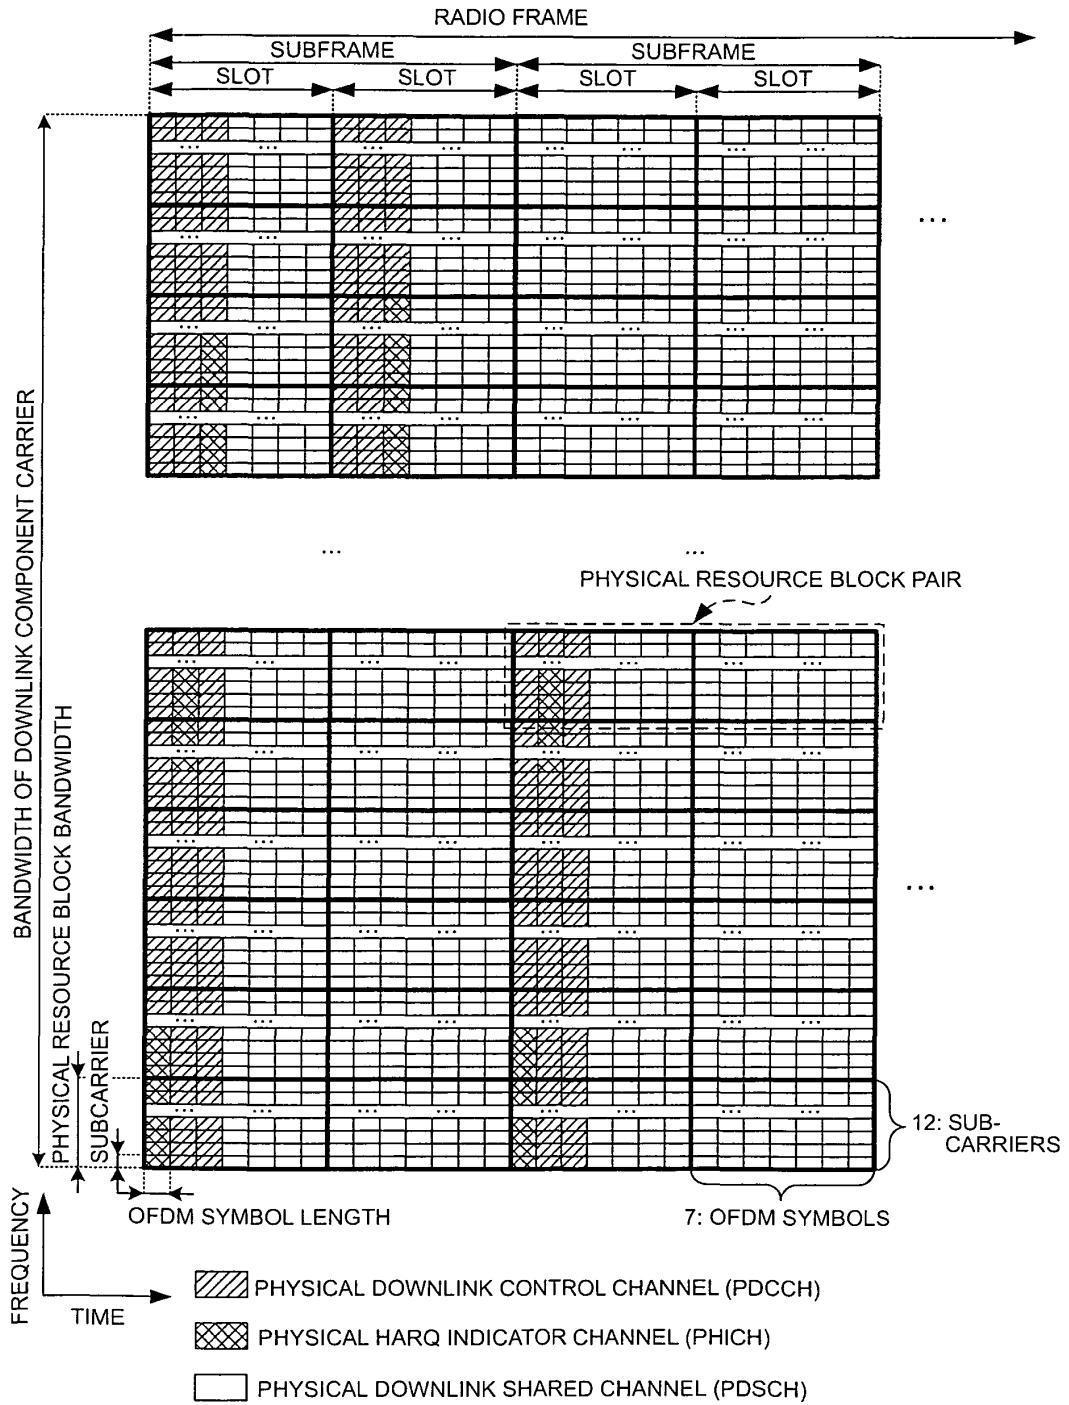 RADIO FRAME
SUBFRAME SUBFRAME
SLOT SLOT SLOT SLOT
BANDWIDTH OF DOWNLINK COMPONENT CARRIER
PHYSICAL RESOURCE BLOCK PAIR
PHYSICAL RESOURCE BLOCK BANDWIDTH
SUBCARRIER
12: SUB-
CARRIERS
OFDM SYMBOL LENGTH
7: OFDM SYMBOLS
FREQUENCY
TIME
PHYSICAL DOWNLINK CONTROL CHANNEL (PDCCH)
PHYSICAL HARQ INDICATOR CHANNEL (PHICH)
PHYSICAL DOWNLINK SHARED CHANNEL (PDSCH)